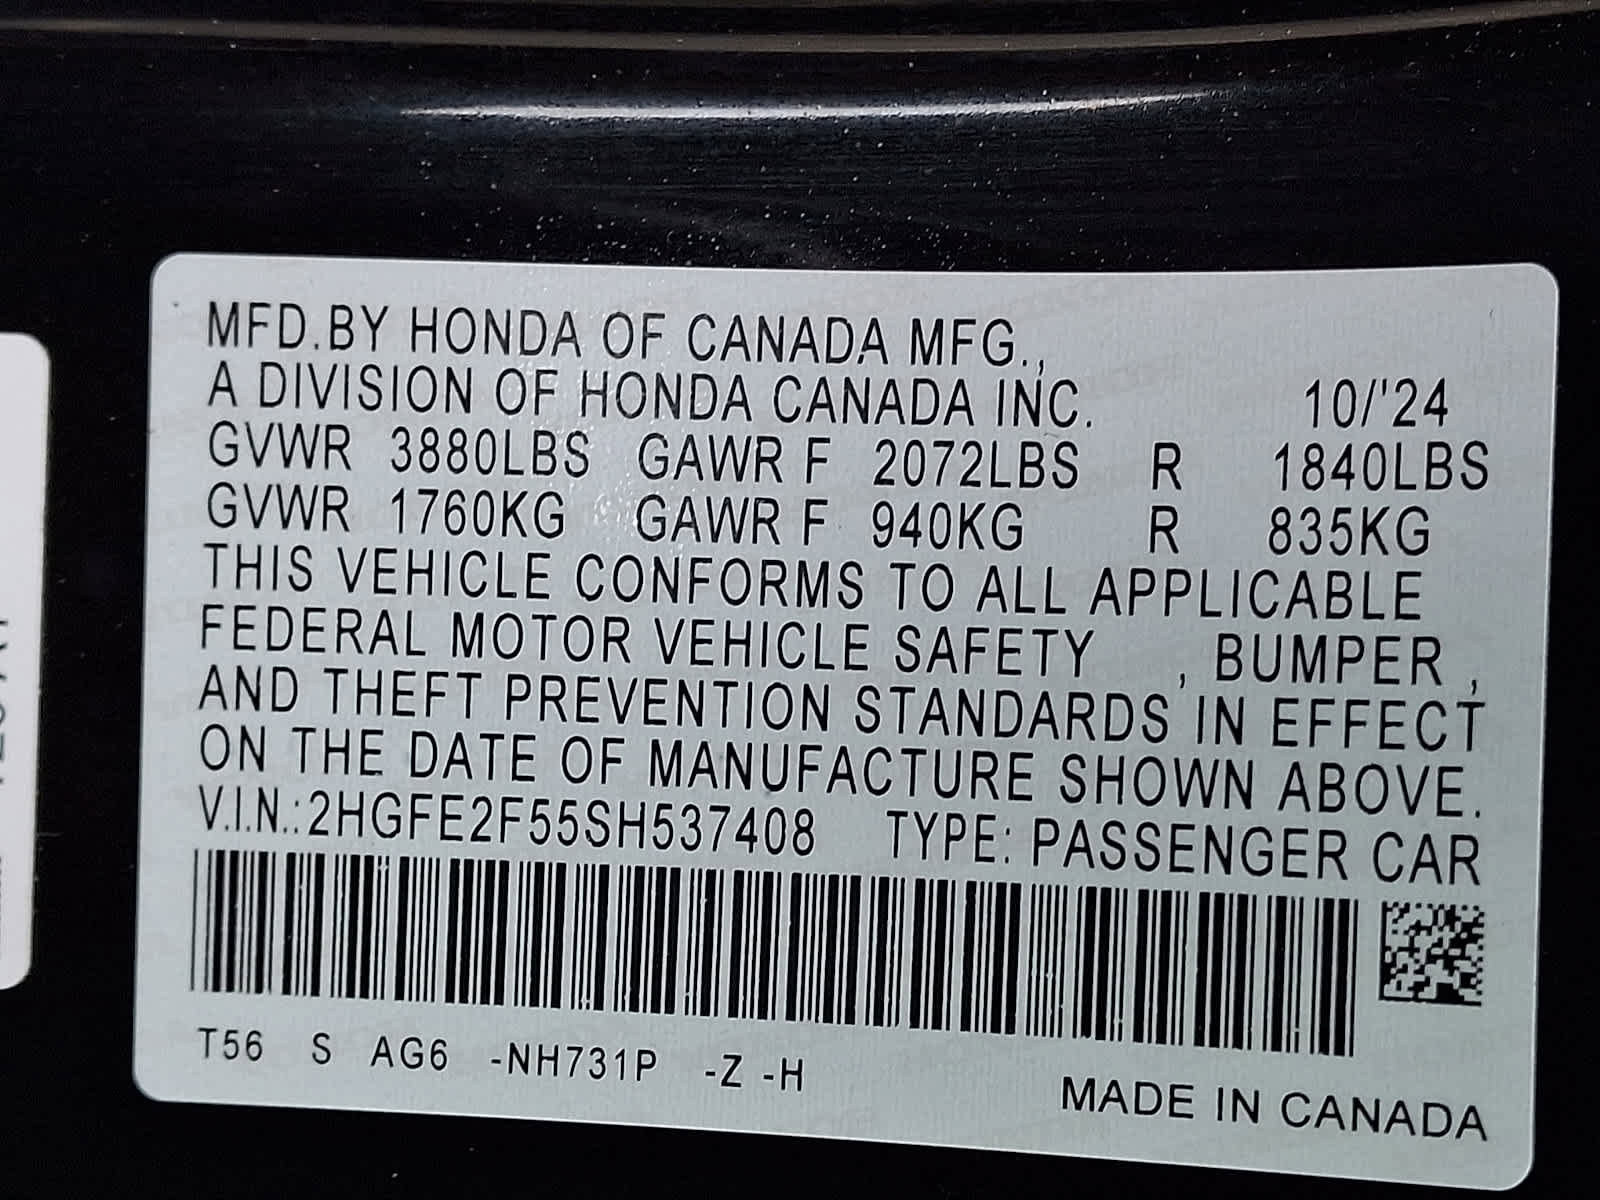 MFD.BY HONDA OF CANADA MFG.,
A DIVISION OF HONDA CANADA INC. 10/'24
GVWR 3880LBS GAWR F 2072LBS R 1840LBS
GVWR 1760KG GAWR F 940KG R 835KG
THIS VEHICLE CONFORMS TO ALL APPLICABLE
FEDERAL MOTOR VEHICLE SAFETY , BUMPER ,
AND THEFT PREVENTION STANDARDS IN EFFECT
ON THE DATE OF MANUFACTURE SHOWN ABOVE.
V.I.N.:2HGFE2F55SH537408 TYPE: PASSENGER CAR
T56 S AG6 -NH731P -Z -H
MADE IN CANADA